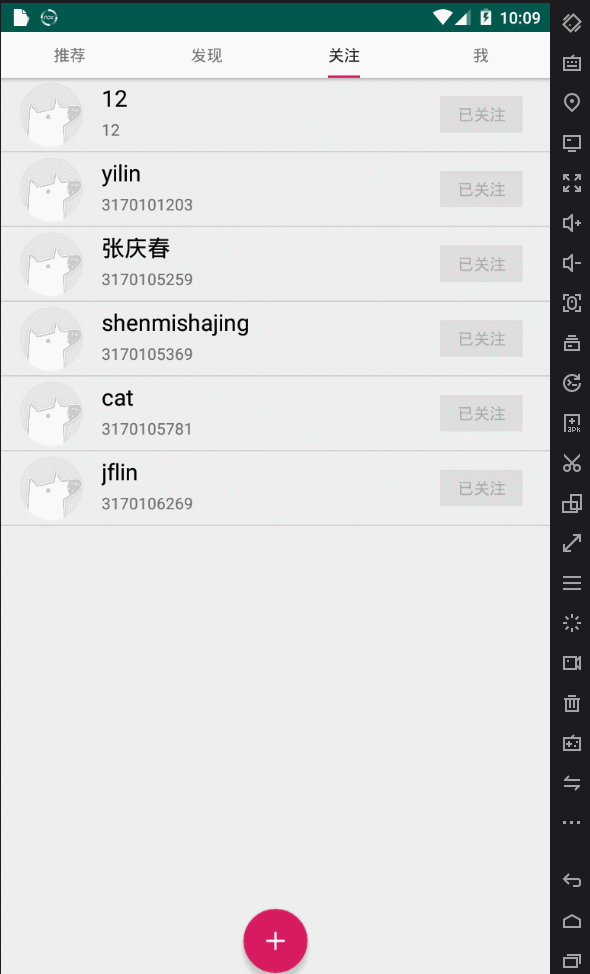 10:09
推荐 发现 关注 我
12
12
已关注
yilin
3170101203
已关注
张庆春
3170105259
已关注
shenmishajing
3170105369
已关注
cat
3170105781
已关注
jflin
3170106269
已关注